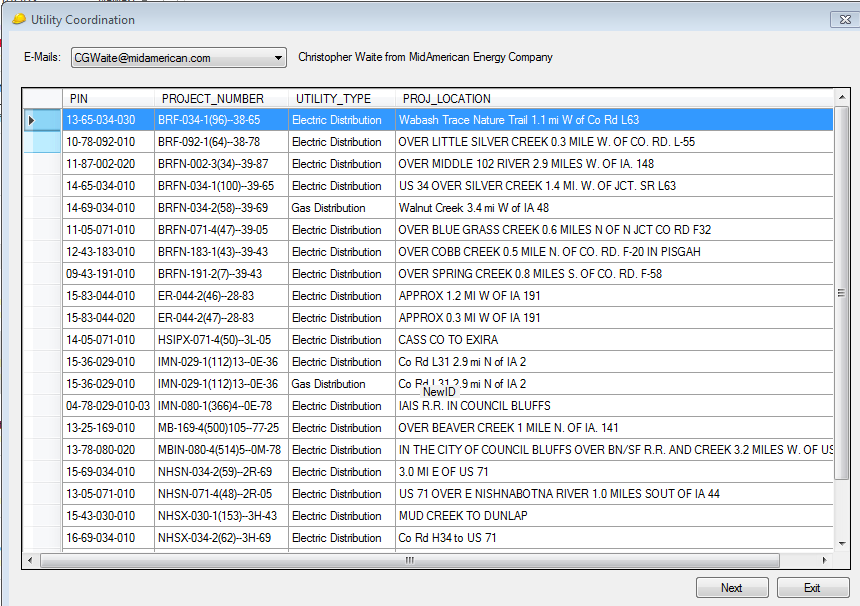 Utility Coordination
E-Mails: CGWaite@midamerican.com Christopher Waite from MidAmerican Energy Company
PIN PROJECT_NUMBER UTILITY_TYPE PROJ_LOCATION
13-65-034-030 BRF-034-1(96)--38-65 Electric Distribution Wabash Trace Nature Trail 1.1 mi W of Co Rd L63
10-78-092-010 BRF-092-1(64)--38-78 Electric Distribution OVER LITTLE SILVER CREEK 0.3 MILE W. OF CO. RD. L-55
11-87-002-020 BRFN-002-3(34)--39-87 Electric Distribution OVER MIDDLE 102 RIVER 2.9 MILES W. OF IA. 148
14-65-034-010 BRFN-034-1(100)--39-65 Electric Distribution US 34 OVER SILVER CREEK 1.4 MI. W. OF JCT. SR L63
14-69-034-010 BRFN-034-2(58)--39-69 Gas Distribution Walnut Creek 3.4 mi W of IA 48
11-05-071-010 BRFN-071-4(47)--39-05 Electric Distribution OVER BLUE GRASS CREEK 0.6 MILES N OF N JCT CO RD F32
12-43-183-010 BRFN-183-1(43)--39-43 Electric Distribution OVER COBB CREEK 0.5 MILE N. OF CO. RD. F-20 IN PISGAH
09-43-191-010 BRFN-191-2(7)--39-43 Electric Distribution OVER SPRING CREEK 0.8 MILES S. OF CO. RD. F-58
15-83-044-010 ER-044-2(46)--28-83 Electric Distribution APPROX 1.2 MI W OF IA 191
15-83-044-020 ER-044-2(47)--28-83 Electric Distribution APPROX 0.3 MI W OF IA 191
14-05-071-010 HSIPX-071-4(50)--3L-05 Electric Distribution CASS CO TO EXIRA
15-36-029-010 IMN-029-1(112)13--0E-36 Electric Distribution Co Rd L31 2.9 mi N of IA 2
15-36-029-010 IMN-029-1(112)13--0E-36 Gas Distribution Co Rd L31 2.9 mi N of IA 2
NewID
04-78-029-010-03 IMN-080-1(366)4--0E-78 Electric Distribution IAIS R.R. IN COUNCIL BLUFFS
13-25-169-010 MB-169-4(500)105--77-25 Electric Distribution OVER BEAVER CREEK 1 MILE N. OF IA. 141
13-78-080-020 MBIN-080-4(514)5--0M-78 Electric Distribution IN THE CITY OF COUNCIL BLUFFS OVER BN/SF R.R. AND CREEK 3.2 MILES W. OF US
15-69-034-010 NHSN-034-2(59)--2R-69 Electric Distribution 3.0 MI E OF US 71
13-05-071-010 NHSN-071-4(48)--2R-05 Electric Distribution US 71 OVER E NISHNABOTNA RIVER 1.0 MILES SOUT OF IA 44
15-43-030-010 NHSX-030-1(153)--3H-43 Electric Distribution MUD CREEK TO DUNLAP
16-69-034-010 NHSX-034-2(62)--3H-69 Electric Distribution Co Rd H34 to US 71
Next Exit